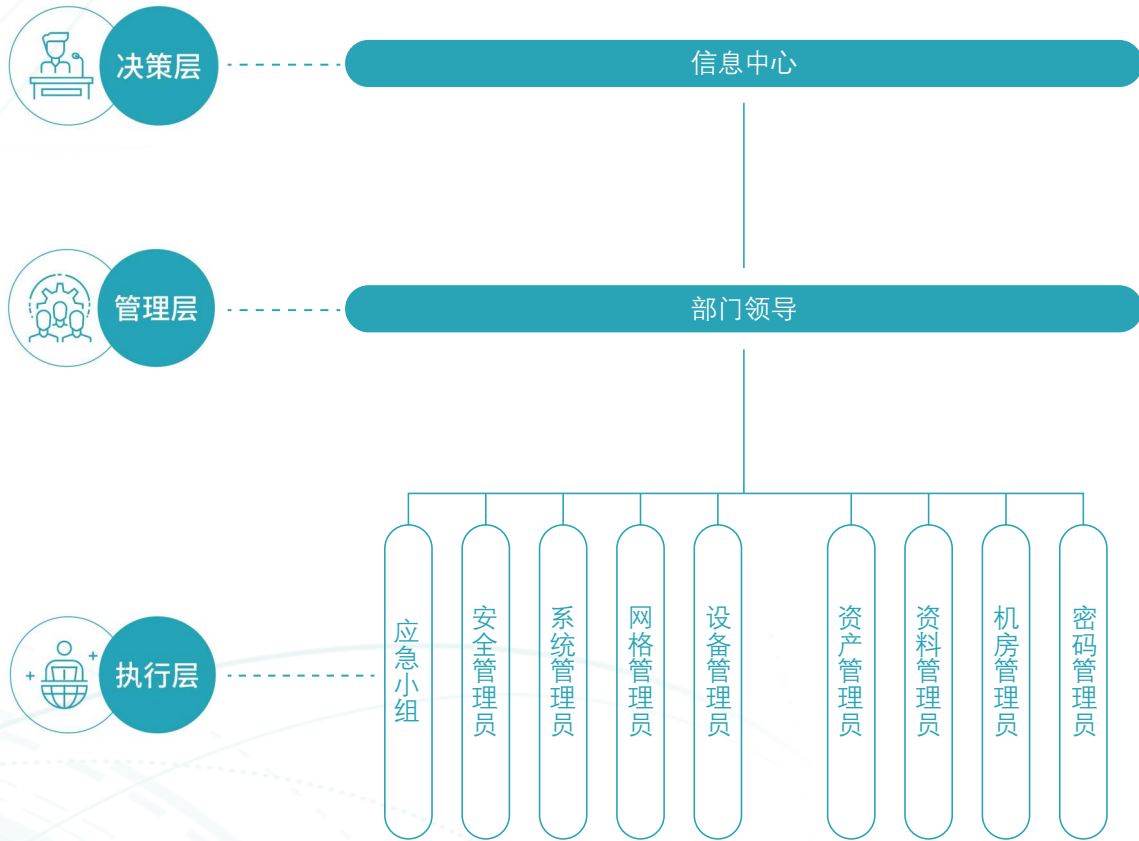 决策层
信息中心
管理层
部门领导
执行层
应急小组
安全管理员
系统管理员
网格管理员
设备管理员
资产管理员
资料管理员
机房管理员
密码管理员